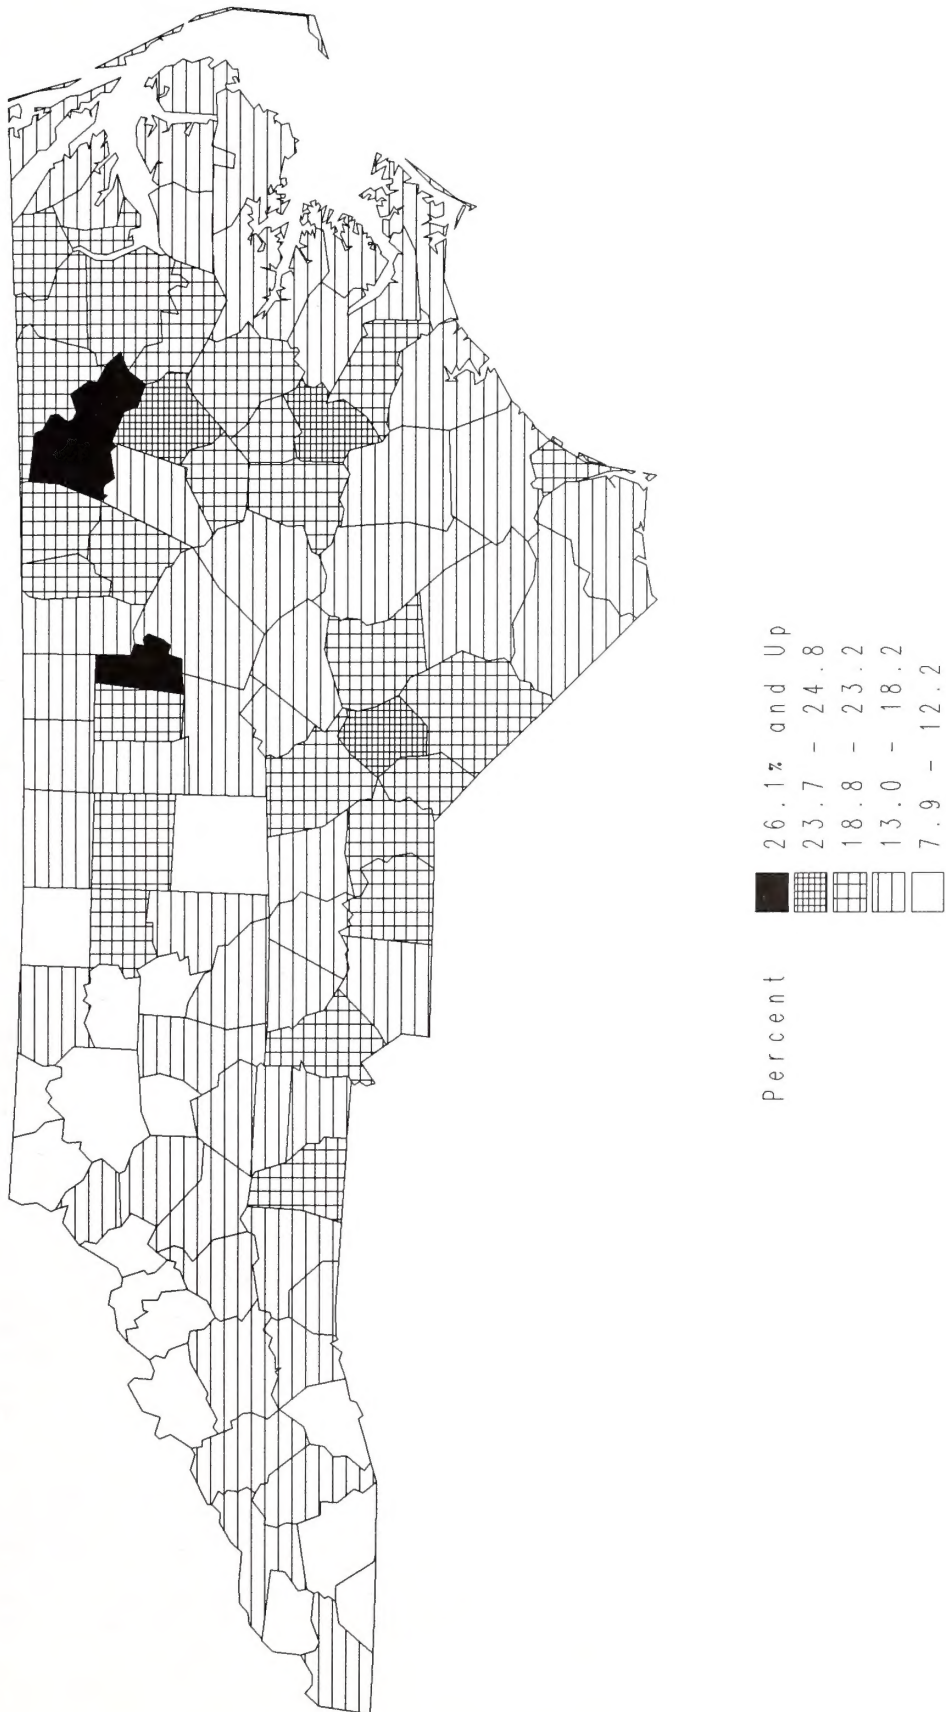 Percent
26.1% and Up
23.7 - 24.8
18.8 - 23.2
13.0 - 18.2
7.9 - 12.2